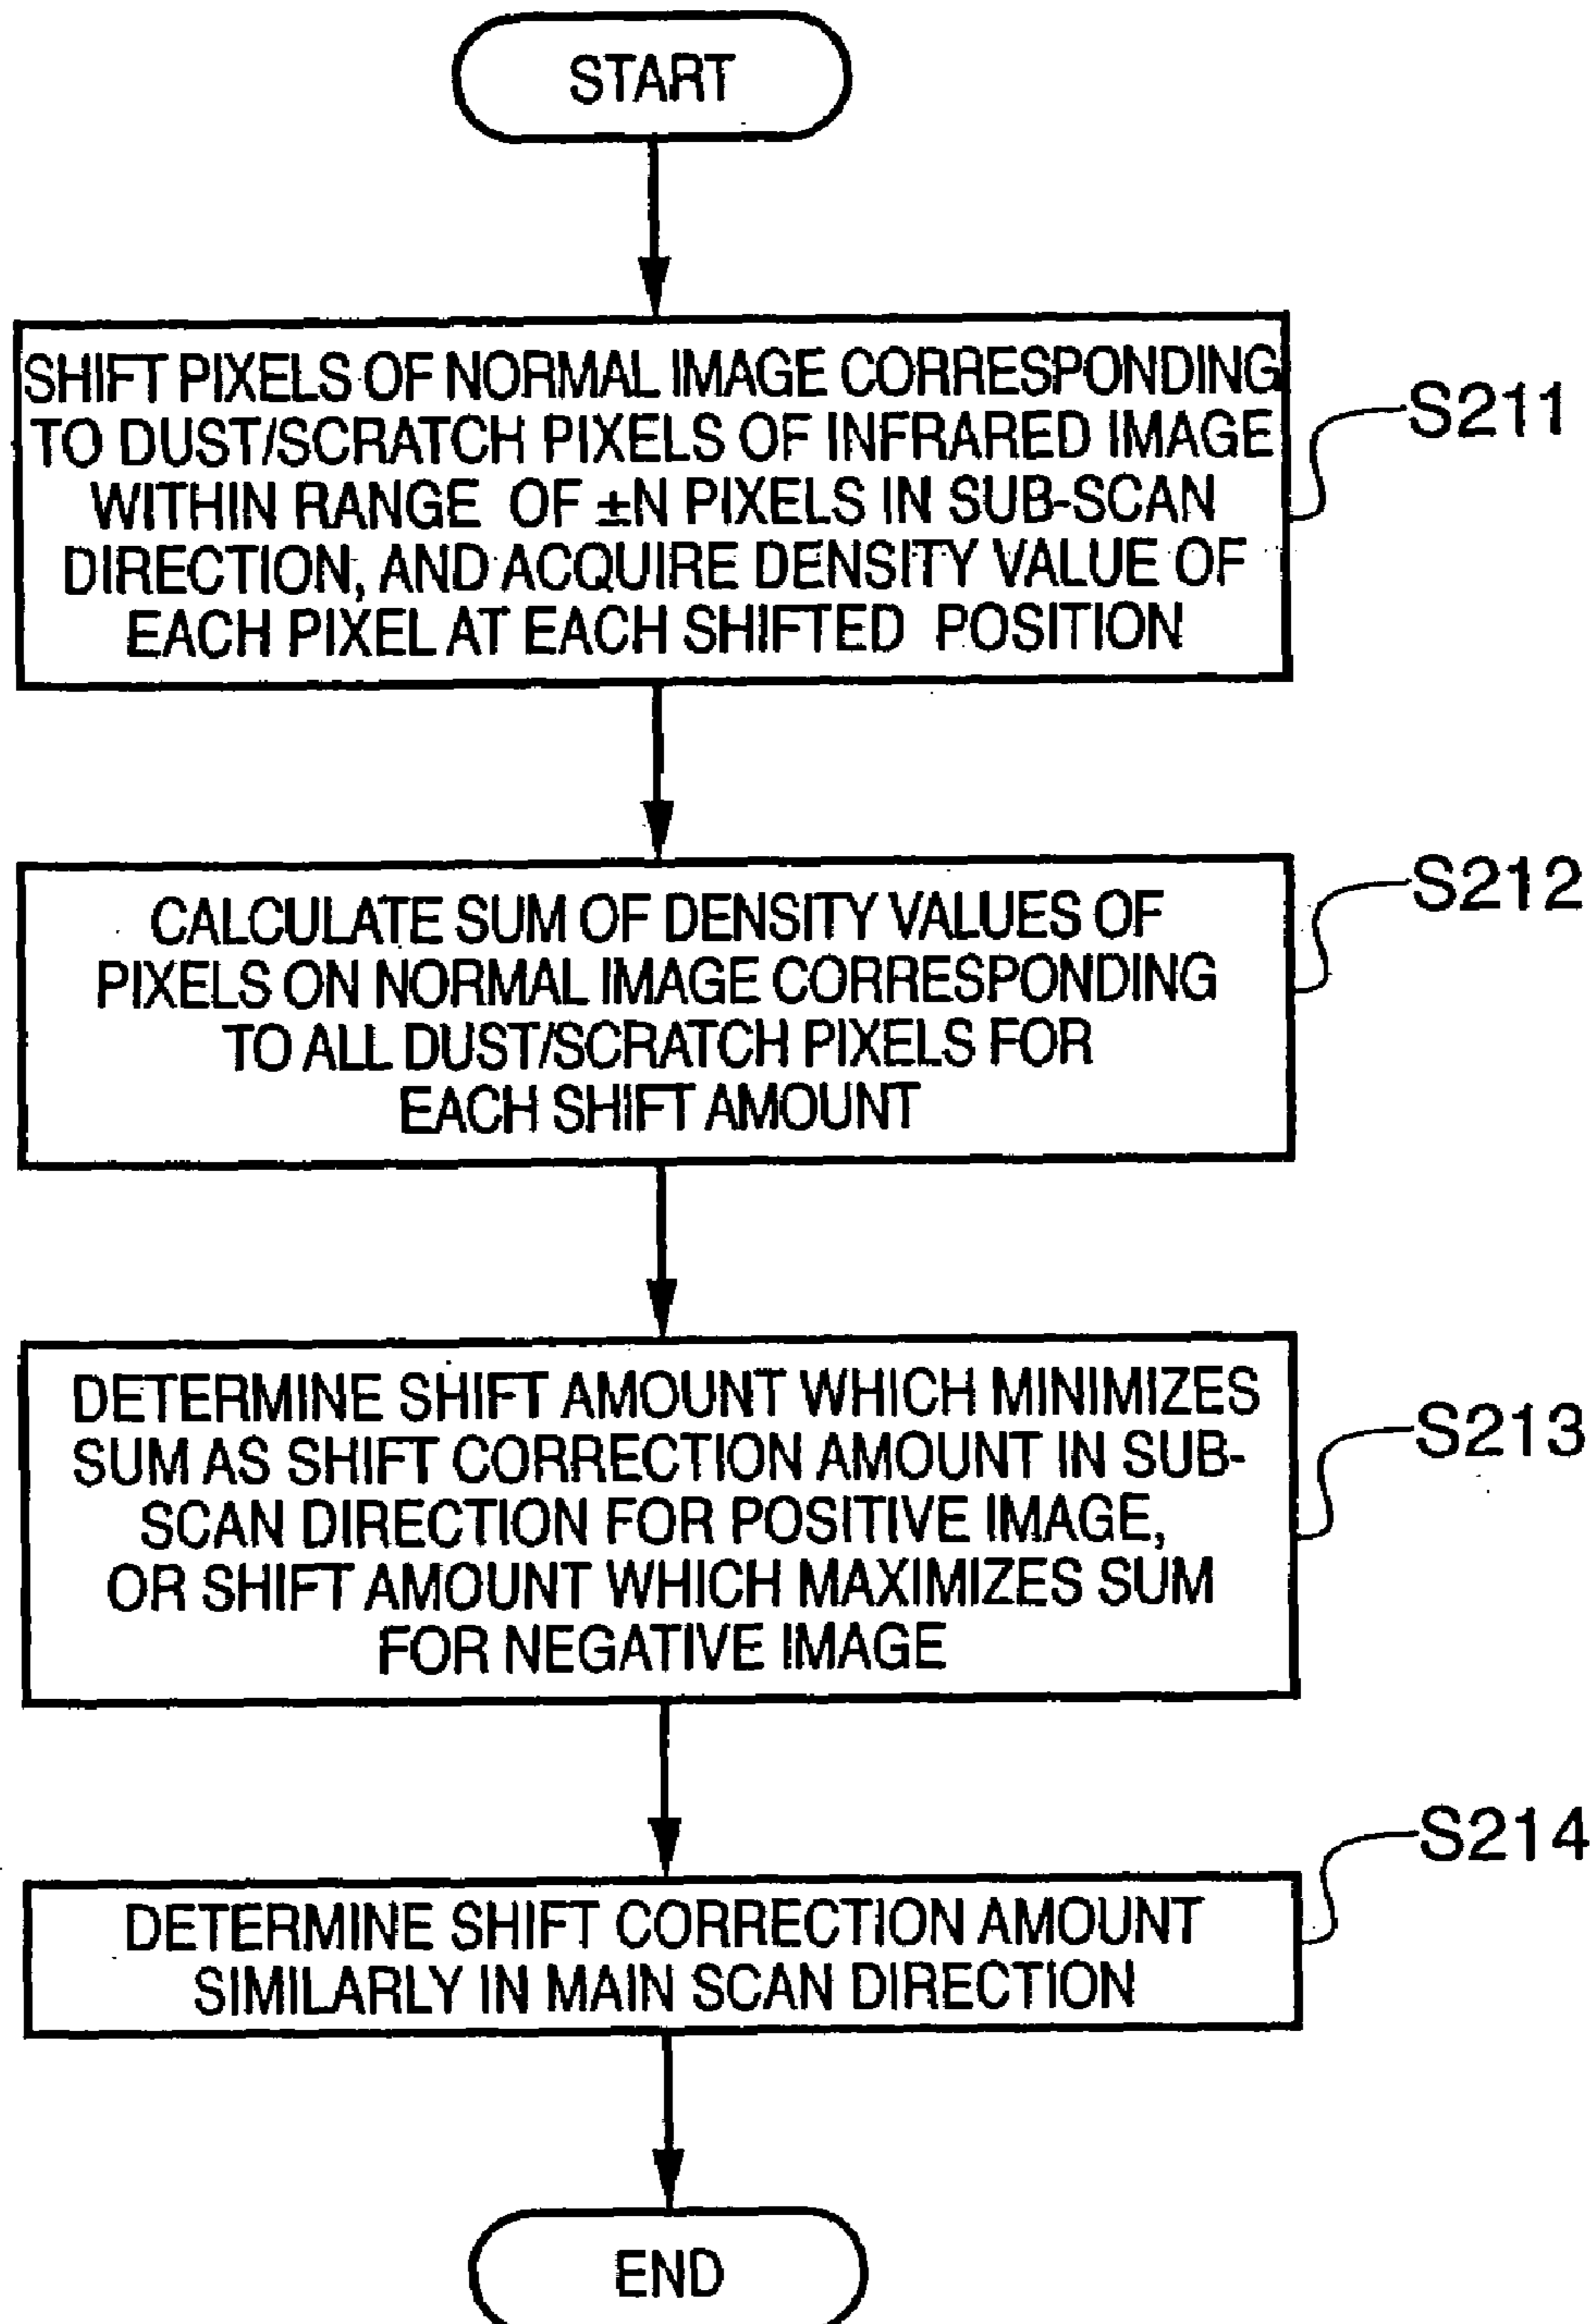 START
SHIFT PIXELS OF NORMAL IMAGE CORRESPONDING
TO DUST/SCRATCH PIXELS OF INFRARED IMAGE
WITHIN RANGE OF ±N PIXELS IN SUB-SCAN
DIRECTION, AND ACQUIRE DENSITY VALUE OF
EACH PIXEL AT EACH SHIFTED POSITION
S211
CALCULATE SUM OF DENSITY VALUES OF
PIXELS ON NORMAL IMAGE CORRESPONDING
TO ALL DUST/SCRATCH PIXELS FOR
EACH SHIFT AMOUNT
S212
DETERMINE SHIFT AMOUNT WHICH MINIMIZES
SUM AS SHIFT CORRECTION AMOUNT IN SUB-
SCAN DIRECTION FOR POSITIVE IMAGE,
OR SHIFT AMOUNT WHICH MAXIMIZES SUM
FOR NEGATIVE IMAGE
S213
DETERMINE SHIFT CORRECTION AMOUNT
SIMILARLY IN MAIN SCAN DIRECTION
S214
END